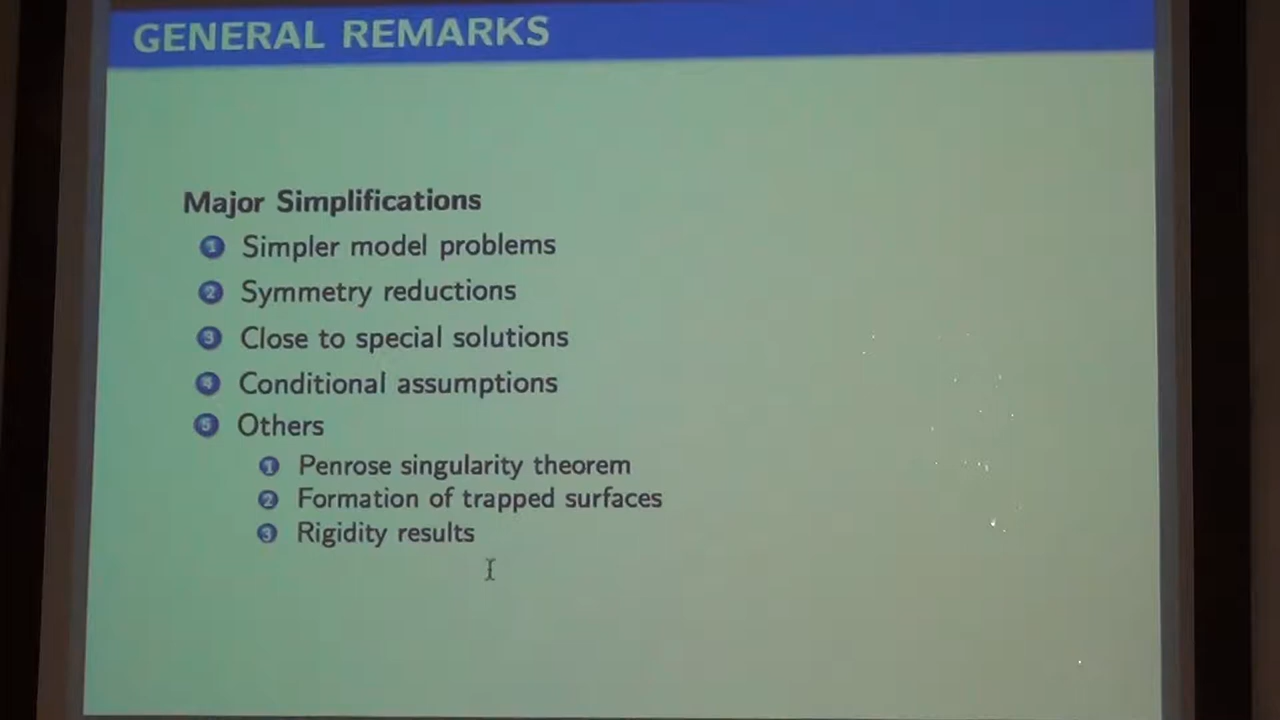 GENERAL REMARKS
Major Simplifications
1 Simpler model problems
2 Symmetry reductions
3 Close to special solutions
4 Conditional assumptions
5 Others
1 Penrose singularity theorem
2 Formation of trapped surfaces
3 Rigidity results